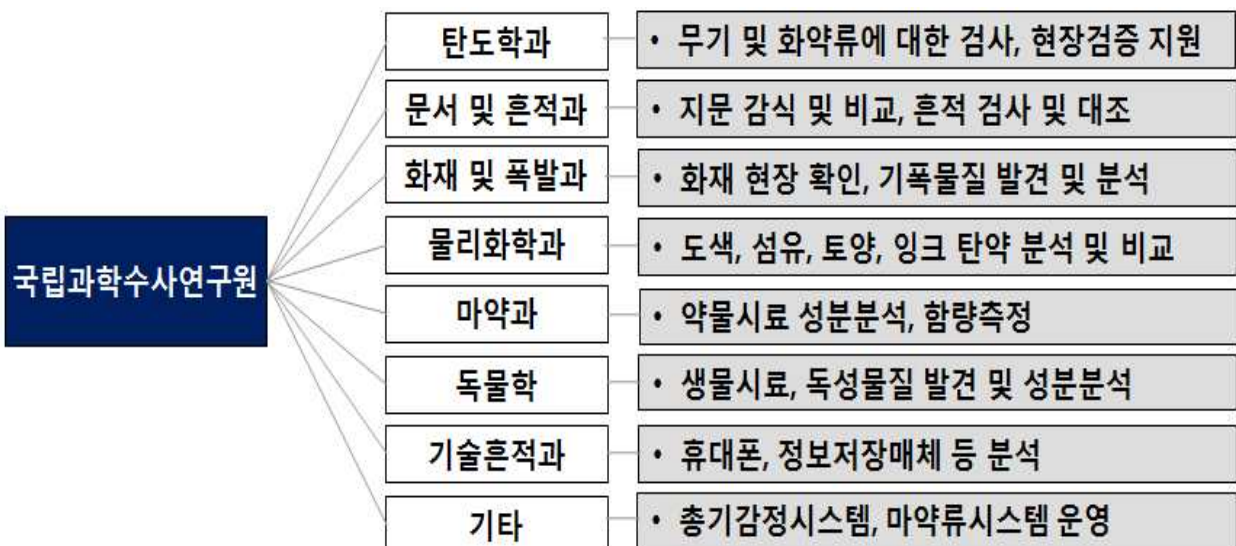 국립과학수사연구원
탄도학과
• 무기 및 화약류에 대한 검사, 현장검증 지원
문서 및 흔적과
• 지문 감식 및 비교, 흔적 검사 및 대조
화재 및 폭발과
• 화재 현장 확인, 기폭물질 발견 및 분석
물리화학과
• 도색, 섬유, 토양, 잉크 탄약 분석 및 비교
마약과
• 약물시료 성분분석, 함량측정
독물학
• 생물시료, 독성물질 발견 및 성분분석
기술흔적과
• 휴대폰, 정보저장매체 등 분석
기타
• 총기감정시스템, 마약류시스템 운영